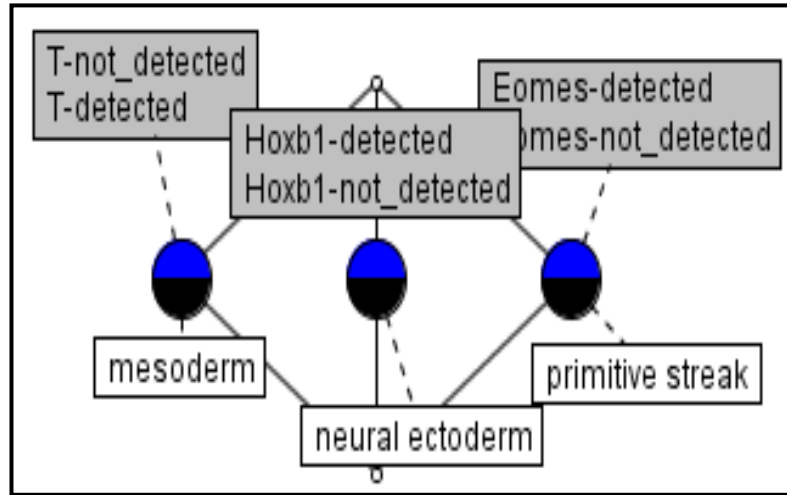 T-not_detected
T-detected
Eomes-detected
omes-not_detected
Hoxb1-detected
Hoxb1-not_detected
mesoderm
primitive streak
neural ectoderm